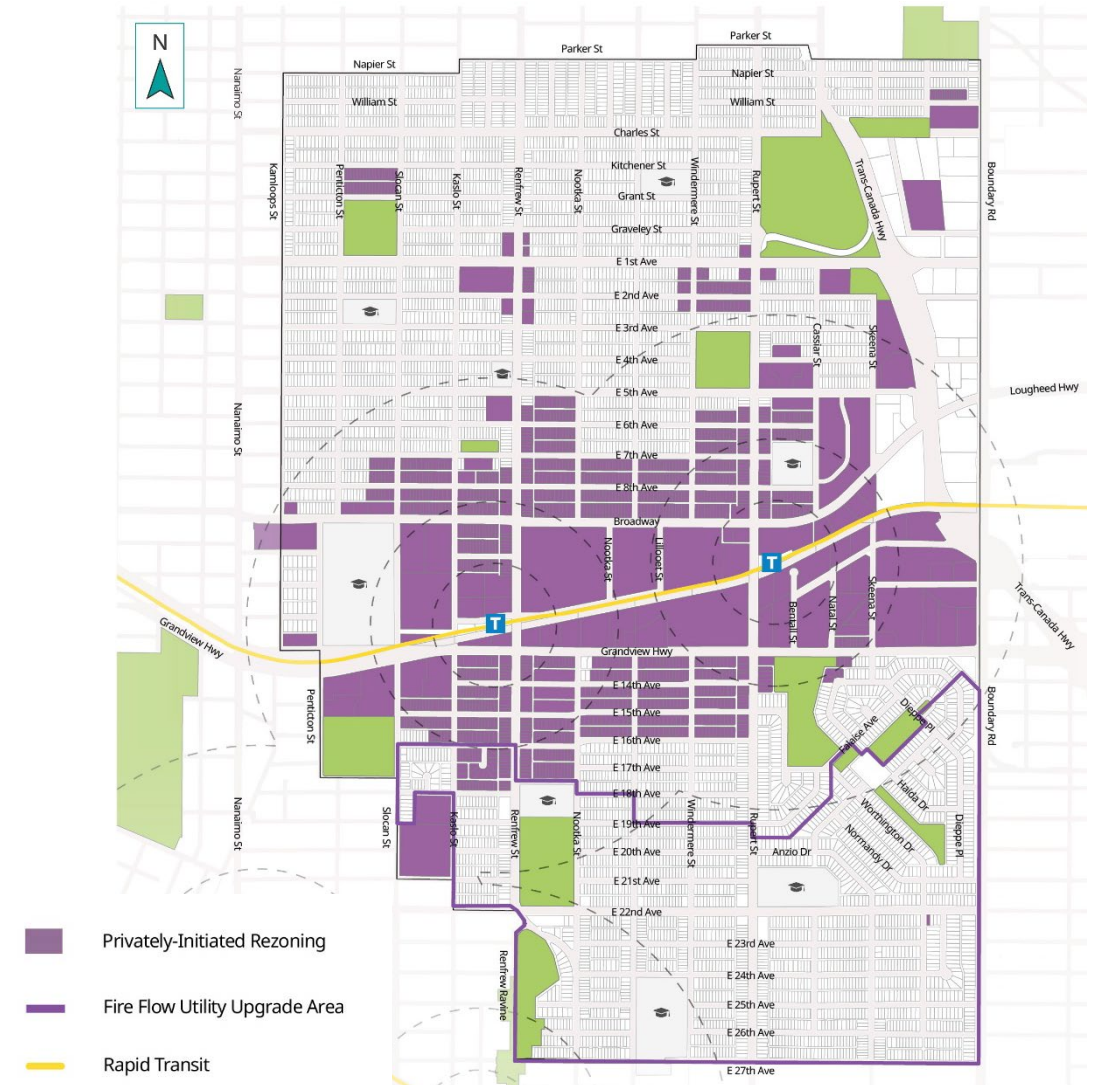 N
Parker St
Parker St
Napier St
Napier St
William St
William St
Charles St
Kitchener St
Grant St
Graveley St
E 1st Ave
E 2nd Ave
E 3rd Ave
E 4th Ave
E 5th Ave
E 6th Ave
E 7th Ave
E 8th Ave
Broadway
Nanaimo St
Kamloops St
Penticton St
Slocan St
Kaslo St
Renfrew St
Nootka St
Windermere St
Rupert St
Trans-Canada Hwy
Boundary Rd
Cassiar St
Skeena St
Lougheed Hwy
Nanaimo St
Nootka St
Lillooet St
T
T
Bentall St
Natal St
Skeena St
Trans-Canada Hwy
Grandview Hwy
Grandview Hwy
E 14th Ave
E 15th Ave
E 16th Ave
E 17th Ave
E 18th Ave
E 19th Ave
E 20th Ave
E 21st Ave
E 22nd Ave
Penticton St
Nanaimo St
Slocan St
Kaslo St
Renfrew St
Nootka St
Windermere St
Rupert St
Anzio Dr
Dieppe Pl
Falaise Ave
Boundary Rd
Haida Dr
Worthington Dr
Normandy Dr
Dieppe Pl
E 23rd Ave
E 24th Ave
E 25th Ave
E 26th Ave
E 27th Ave
Renfrew Ravine
Privately-Initiated Rezoning
Fire Flow Utility Upgrade Area
Rapid Transit